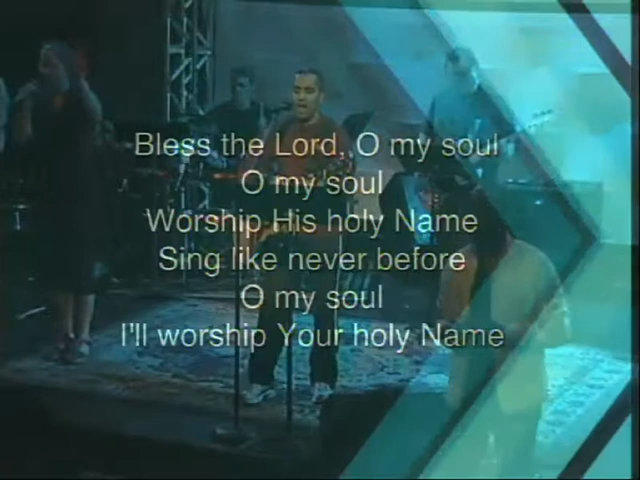 Bless the Lord, O my soul
O my soul
Worship His holy Name
Sing like never before
O my soul
I'll worship Your holy Name